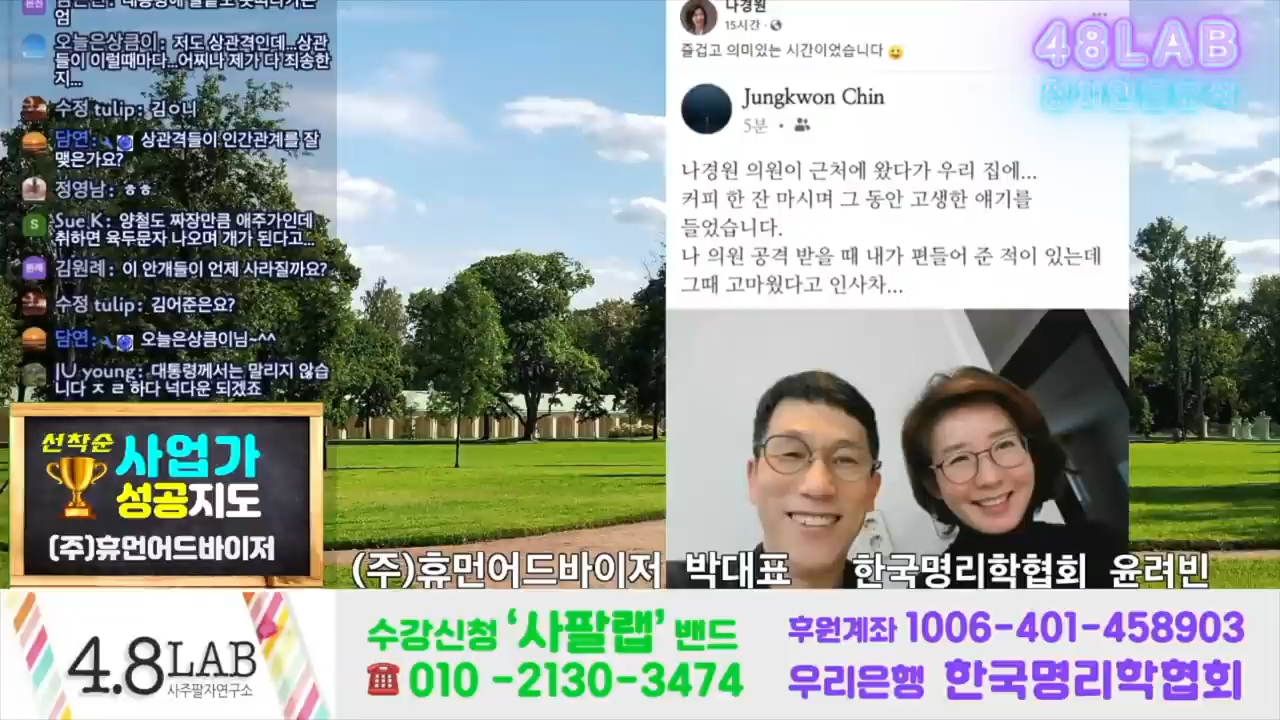 엄
오늘은상큼이: 저도 상관격인데...상관
들이 이럴때마다...어찌나 제가 다 죄송한
지...
수정 tulip: 김ㅇ니
담연: 상관격들이 인간관계를 잘
맺은가요?
정영남: ㅎㅎ
Sue K: 양철도 짜장만큼 애주가인데
취하면 육두문자 나오며 개가 된다고...
김원례: 이 안개들이 언제 사라질까요?
수정 tulip: 김어준은요?
담연: 오늘은상큼이님~^^
JU young: 대통령께서는 말리지 않습
니다 ㅈ ㄹ 하다 넉다운 되겠죠
선착순 사업가
성공지도
(주)휴먼어드바이저
나경원
15시간
즐겁고 의미있는 시간이었습니다
Jungkwon Chin
5분
나경원 의원이 근처에 왔다가 우리 집에...
커피 한 잔 마시며 그 동안 고생한 얘기를
들었습니다.
나 의원 공격 받을 때 내가 편들어 준 적이 있는데
그때 고마웠다고 인사차...
48LAB
(주)휴먼어드바이저 박대표 한국명리학협회 윤려빈
4.8LAB
사주팔자연구소
수강신청 '사팔랩' 밴드
☎010 -2130-3474
후원계좌 1006-401-458903
우리은행 한국명리학협회